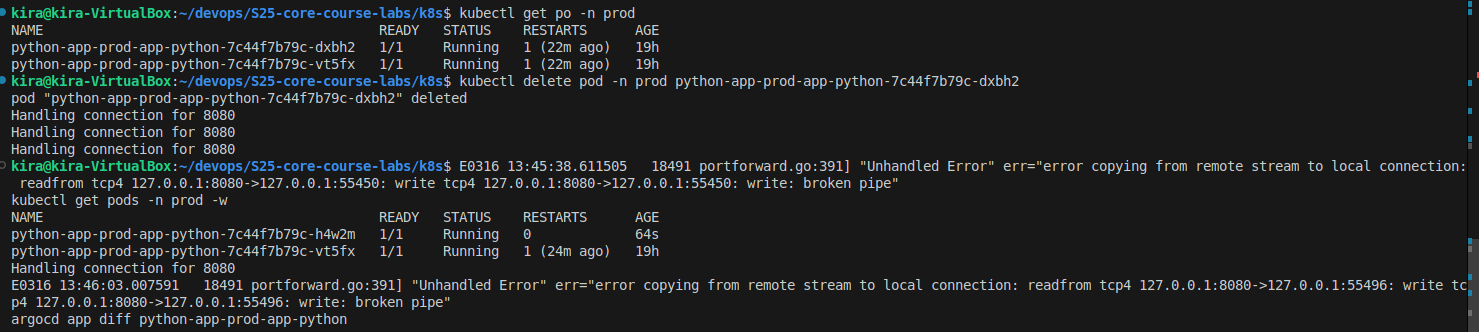 kira@kira-VirtualBox:~/devops/S25-core-course-labs/k8s$ kubectl get po -n prod
NAME                                        READY   STATUS    RESTARTS      AGE
python-app-prod-app-python-7c44f7b79c-dxbh2   1/1     Running   1 (22m ago)   19h
python-app-prod-app-python-7c44f7b79c-vt5fx   1/1     Running   1 (22m ago)   19h
kira@kira-VirtualBox:~/devops/S25-core-course-labs/k8s$ kubectl delete pod -n prod python-app-prod-app-python-7c44f7b79c-dxbh2
pod "python-app-prod-app-python-7c44f7b79c-dxbh2" deleted
Handling connection for 8080
Handling connection for 8080
Handling connection for 8080
kira@kira-VirtualBox:~/devops/S25-core-course-labs/k8s$ E0316 13:45:38.611505   18491 portforward.go:391] "Unhandled Error" err="error copying from remote stream to local connection:
 readfrom tcp4 127.0.0.1:8080->127.0.0.1:55450: write tcp4 127.0.0.1:8080->127.0.0.1:55450: write: broken pipe"
kubectl get pods -n prod -w
NAME                                        READY   STATUS    RESTARTS      AGE
python-app-prod-app-python-7c44f7b79c-h4w2m   1/1     Running   0             64s
python-app-prod-app-python-7c44f7b79c-vt5fx   1/1     Running   1 (24m ago)   19h
Handling connection for 8080
E0316 13:46:03.007591   18491 portforward.go:391] "Unhandled Error" err="error copying from remote stream to local connection: readfrom tcp4 127.0.0.1:8080->127.0.0.1:55496: write tc
p4 127.0.0.1:8080->127.0.0.1:55496: write: broken pipe"
argocd app diff python-app-prod-app-python